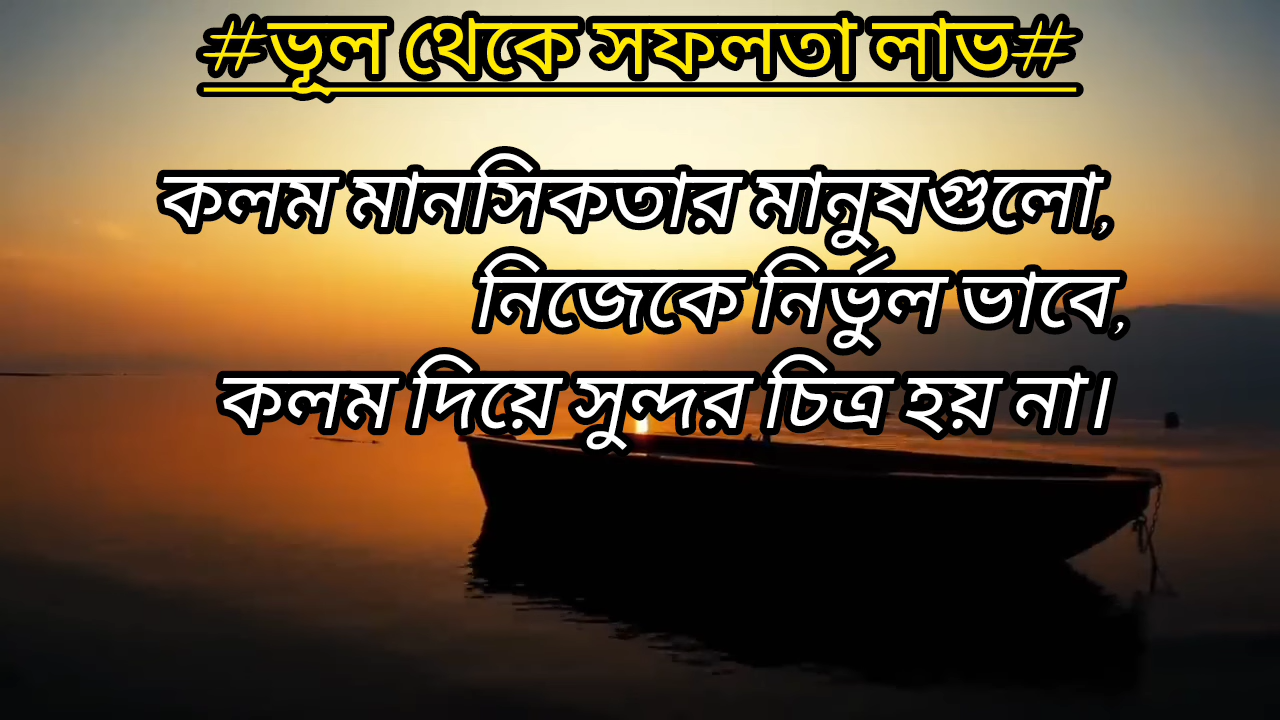 #ভূল থেকে সফলতা লাভ#
কলম মানসিকতার মানুষগুলো,
নিজেকে নির্ভুল ভাবে,
কলম দিয়ে সুন্দর চিত্র হয় না।